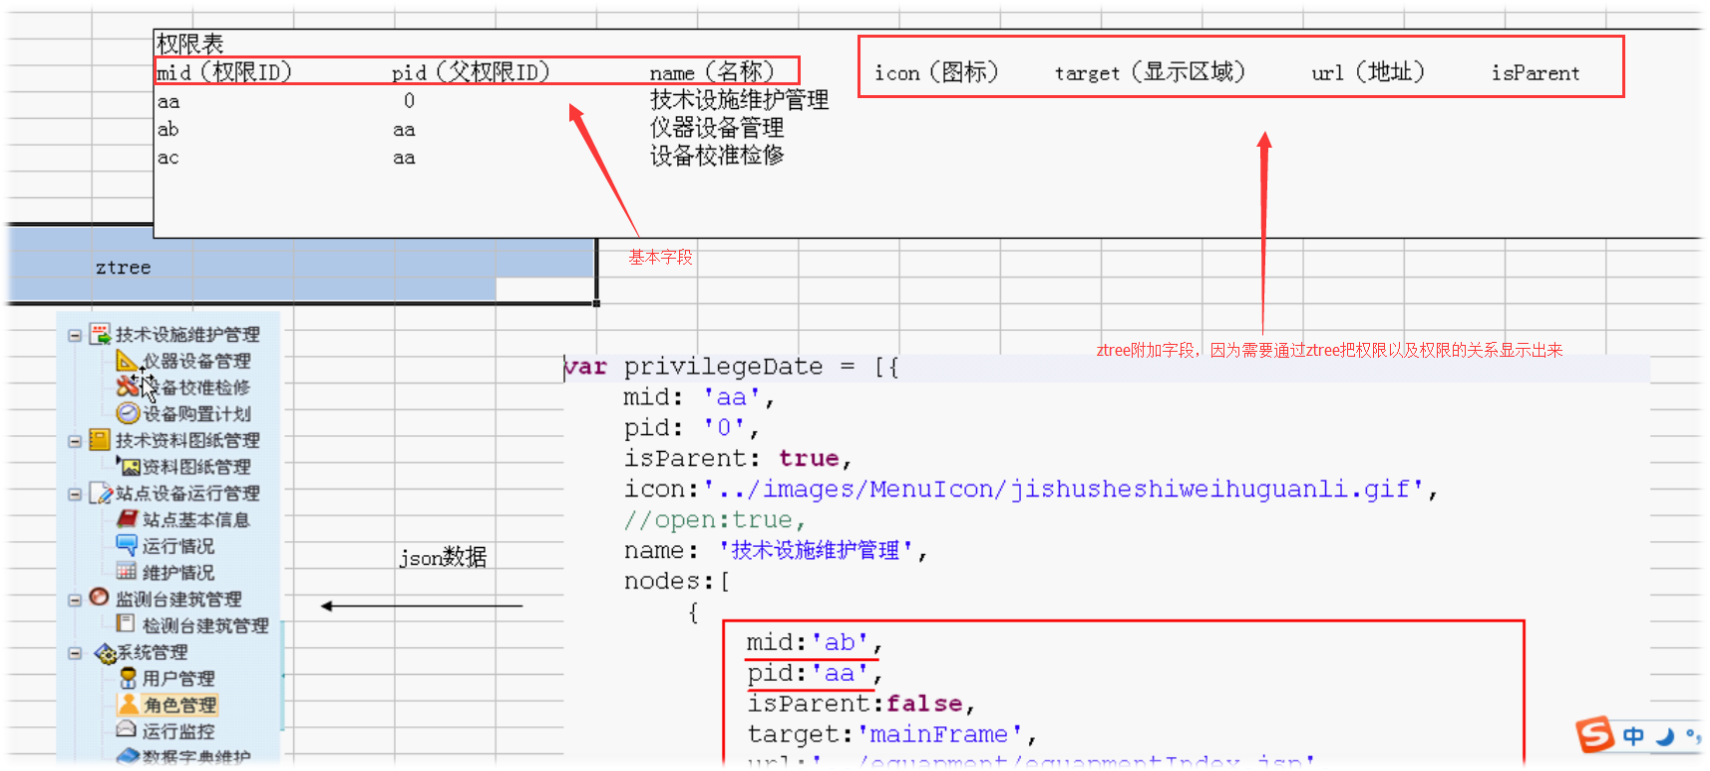 权限表
mid（权限ID） pid（父权限ID） name（名称） icon（图标） target（显示区域） url（地址） isParent
aa 0 技术设施维护管理
ab aa 仪器设备管理
ac aa 设备校准检修
基本字段
ztree
ztree附加字段，因为需要通过ztree把权限以及权限的关系显示出来
技术设施维护管理
仪器设备管理
设备校准检修
设备购置计划
技术资料图纸管理
资料图纸管理
站点设备运行管理
站点基本信息
运行情况
维护情况
监测台建筑管理
检测台建筑管理
系统管理
用户管理
角色管理
运行监控
数据字典维护
json数据
var privilegeDate = [{
mid: 'aa',
pid: '0',
isParent: true,
icon:'../images/MenuIcon/jishusheshiweihuguanli.gif',
//open:true,
name: '技术设施维护管理',
nodes:[
{
mid:'ab',
pid:'aa',
isParent:false,
target:'mainFrame',
url:'../equapment/equapmentIndex.jsp'
S中